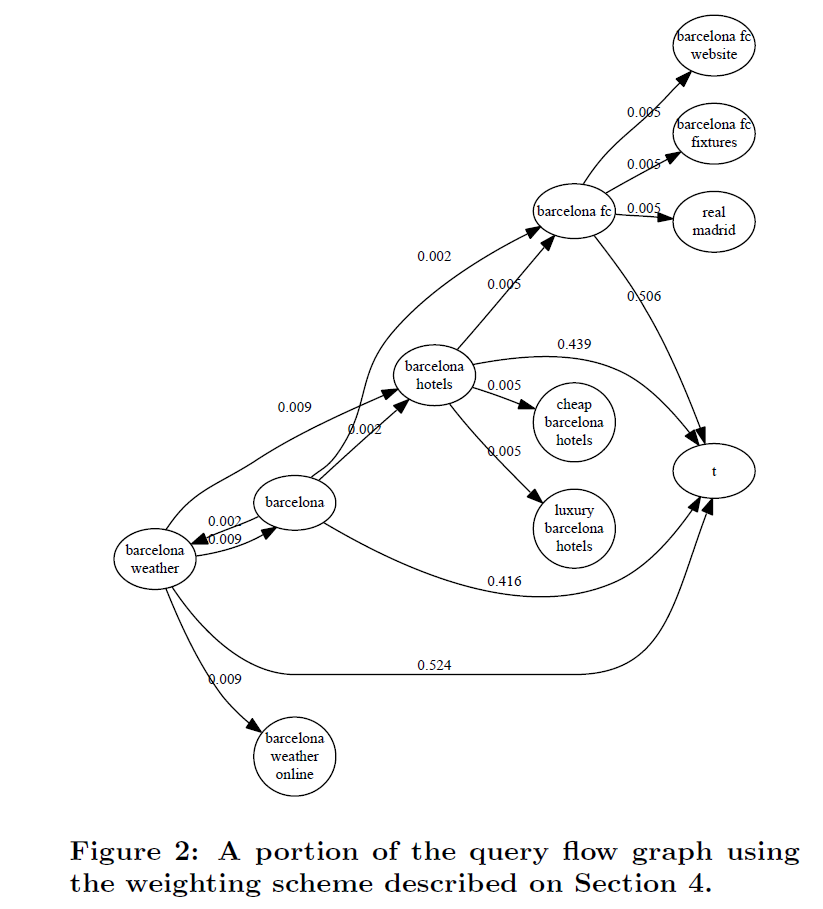 barcelona fc
website
0.005
barcelona fc
fixtures
0.005
barcelona fc
0.005
real
madrid
0.002
0.005
0.506
0.439
barcelona
hotels
0.005
cheap
barcelona
hotels
0.009
0.002
0.005
t
barcelona
luxury
barcelona
hotels
0.002
0.009
barcelona
weather
0.416
0.524
0.009
barcelona
weather
online
Figure 2: A portion of the query flow graph using
the weighting scheme described on Section 4.